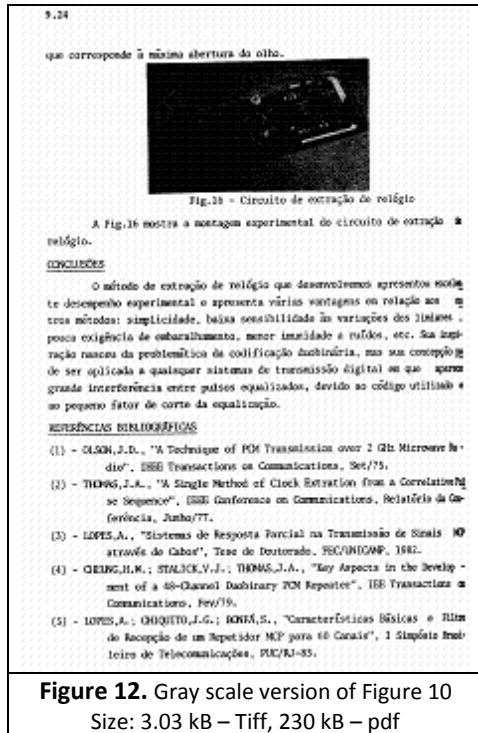 9.24
que corresponde à máxima abertura do olho.
Fig.16 - Circuito de extração de relógio
A Fig.16 mostra a montagem experimental do circuito de extração de
relógio.
CONCLUSÕES
O método de extração de relógio que desenvolvemos apresentou
te desempenho experimental e apresenta várias vantagens em relação aos
tros métodos: simplicidade, baixa sensibilidade às variações dos limiares ,
pouca exigência de embaralhamento, menor imunidade a ruídos, etc. Sua
ração nasceu da problemática da codificação duobinária, mas sua concepção
de ser aplicada a quaisquer sistemas de transmissão digital em que
grande interferência entre pulsos equalizados, devido ao código utilizado e
ao pequeno fator de corte da equalização.
REFERÊNCIAS BIBLIOGRÁFICAS
(1) - OLSON,J.D., "A Technique of PCM Transmission over 2 GHz Microwave Ra-
dio", IEEE Transactions on Communications, Set/75.
(2) - THOMAS,J.A., "A Single Method of Clock Extration from a Correlative
se Sequence", IEEE Conference on Communications, Relatório da Con-
ferência, Junho/77.
(3) - LOPES,A., "Sistemas de Resposta Parcial na Transmissão de Sinais MCP
através de Cabos", Tese de Doutorado, FEC/UNICAMP, 1982.
(4) - CHEUNG,H.W.; STALICK,V.J.; THOMAS,J.A., "Key Aspects in the Develop -
ment of a 48-Channel Duobinary PCM Repeater", IEE Transactions on
Communications, Fev/79.
(5) - LOPES,A.; CHIQUITO,J.G.; BONFÁ,S., "Características Básicas e Filtro
de Recepção de um Repetidor MCP para 60 Canais", I Simpósio Brasi-
leiro de Telecomunicações, PUC/RJ-83.
Figure 12. Gray scale version of Figure 10
Size: 3.03 kB – Tiff, 230 kB – pdf